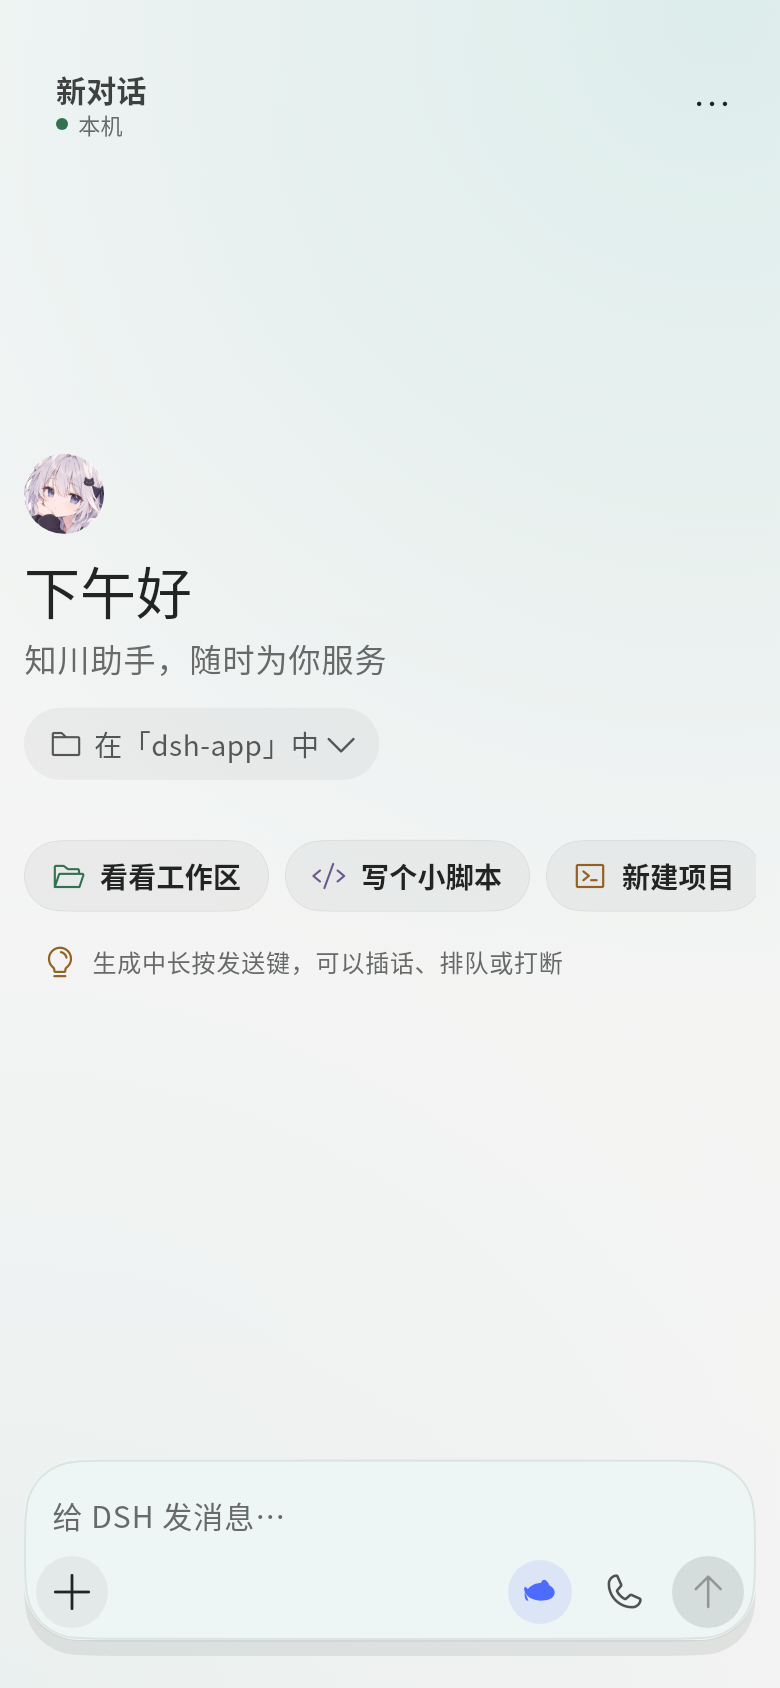 新对话
本机
下午好
知川助手，随时为你服务
在「dsh-app」中
看看工作区
写个小脚本
新建项目
生成中长按发送键，可以插话、排队或打断
给 DSH 发消息…